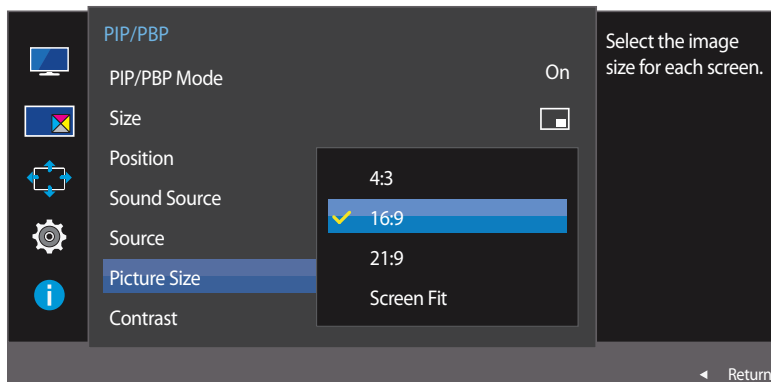 PIP/PBP
PIP/PBP Mode On
Size
Position
Sound Source
Source
Picture Size
Contrast
4:3
16:9
21:9
Screen Fit
Select the image
size for each screen.
Return